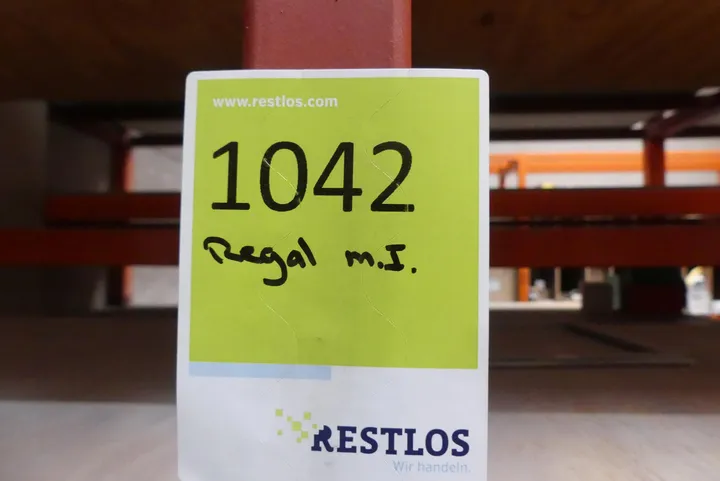 www.restlos.com
1042
Regal m.I.
RESTLOS
Wir handeln.